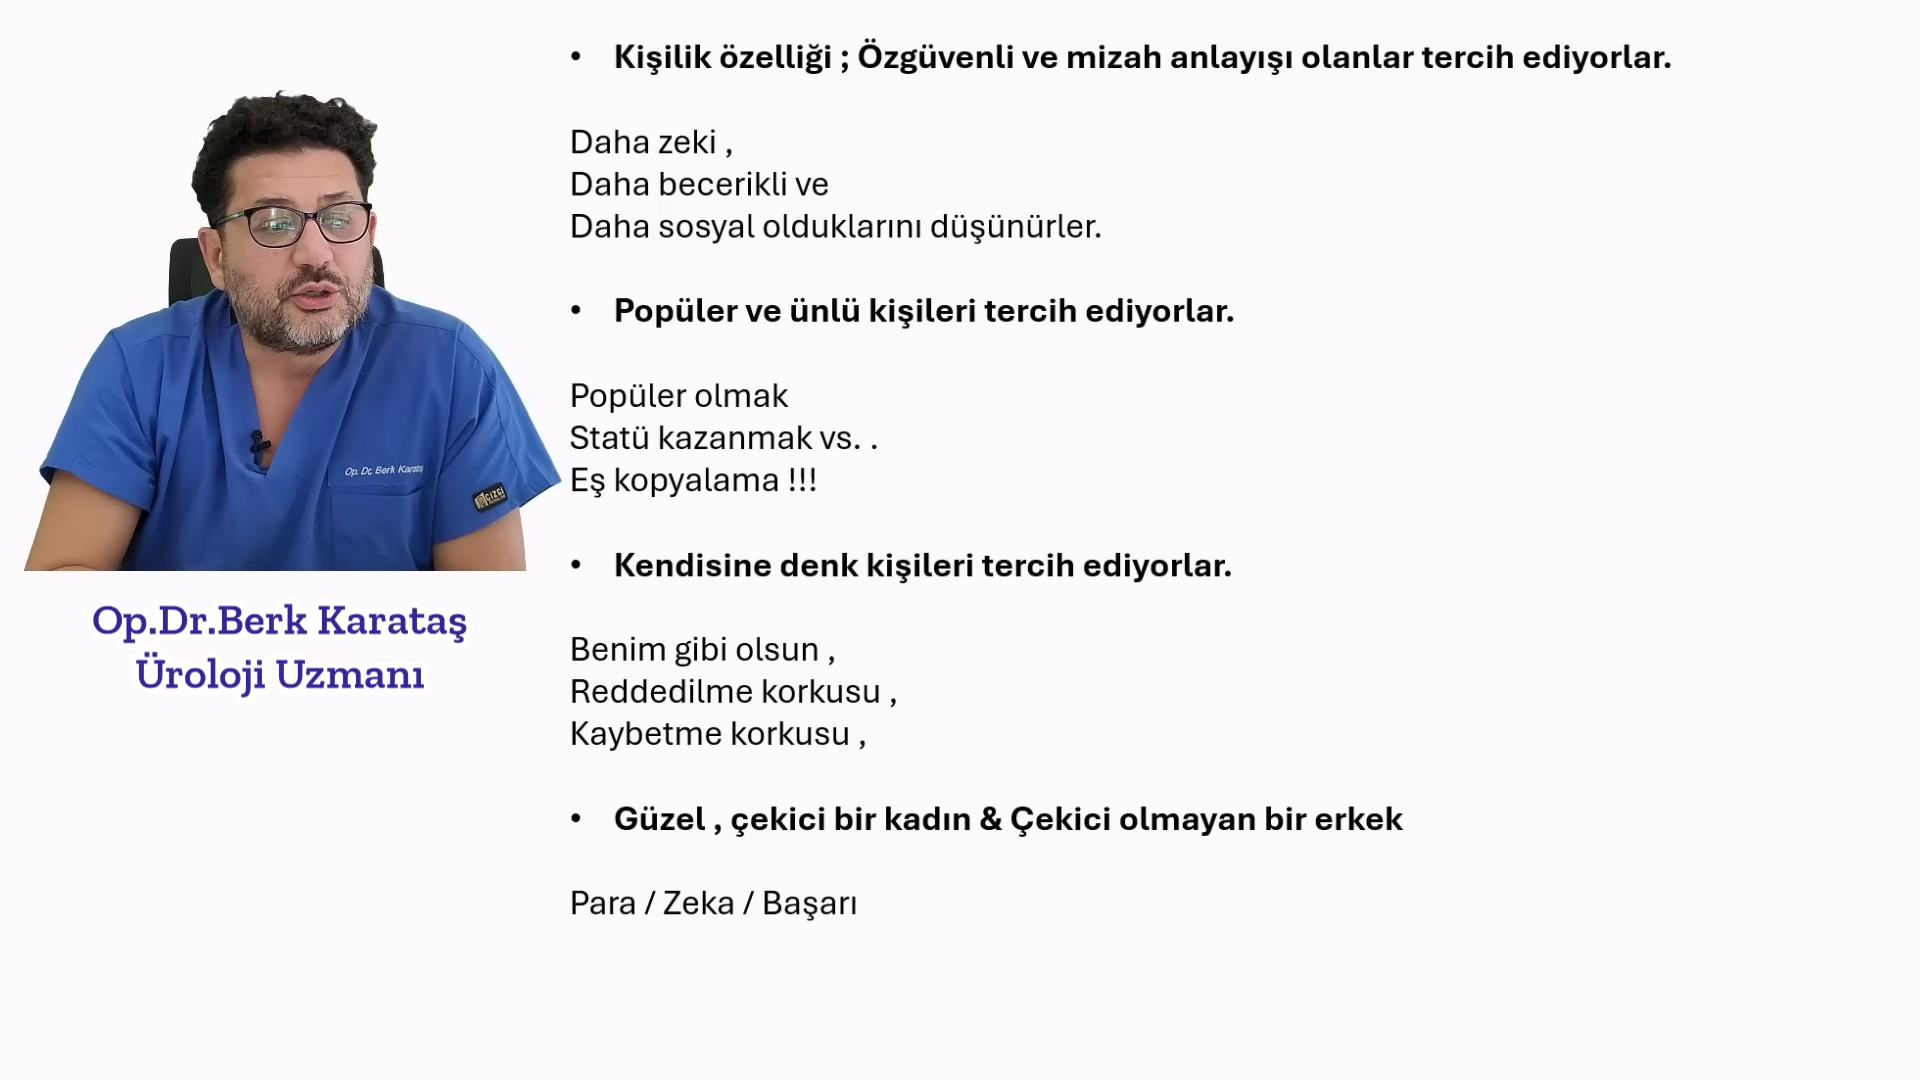 • Kişilik özelliği ; Özgüvenli ve mizah anlayışı olanlar tercih ediyorlar.
Daha zeki ,
Daha becerikli ve
Daha sosyal olduklarını düşünürler.
• Popüler ve ünlü kişileri tercih ediyorlar.
Popüler olmak
Statü kazanmak vs. .
Eş kopyalama !!!
• Kendisine denk kişileri tercih ediyorlar.
Benim gibi olsun ,
Reddedilme korkusu ,
Kaybetme korkusu ,
• Güzel , çekici bir kadın & Çekici olmayan bir erkek
Para / Zeka / Başarı
Op. Dr. Berk Karataş
ÇİZGİ
Op.Dr.Berk Karataş
Üroloji Uzmanı